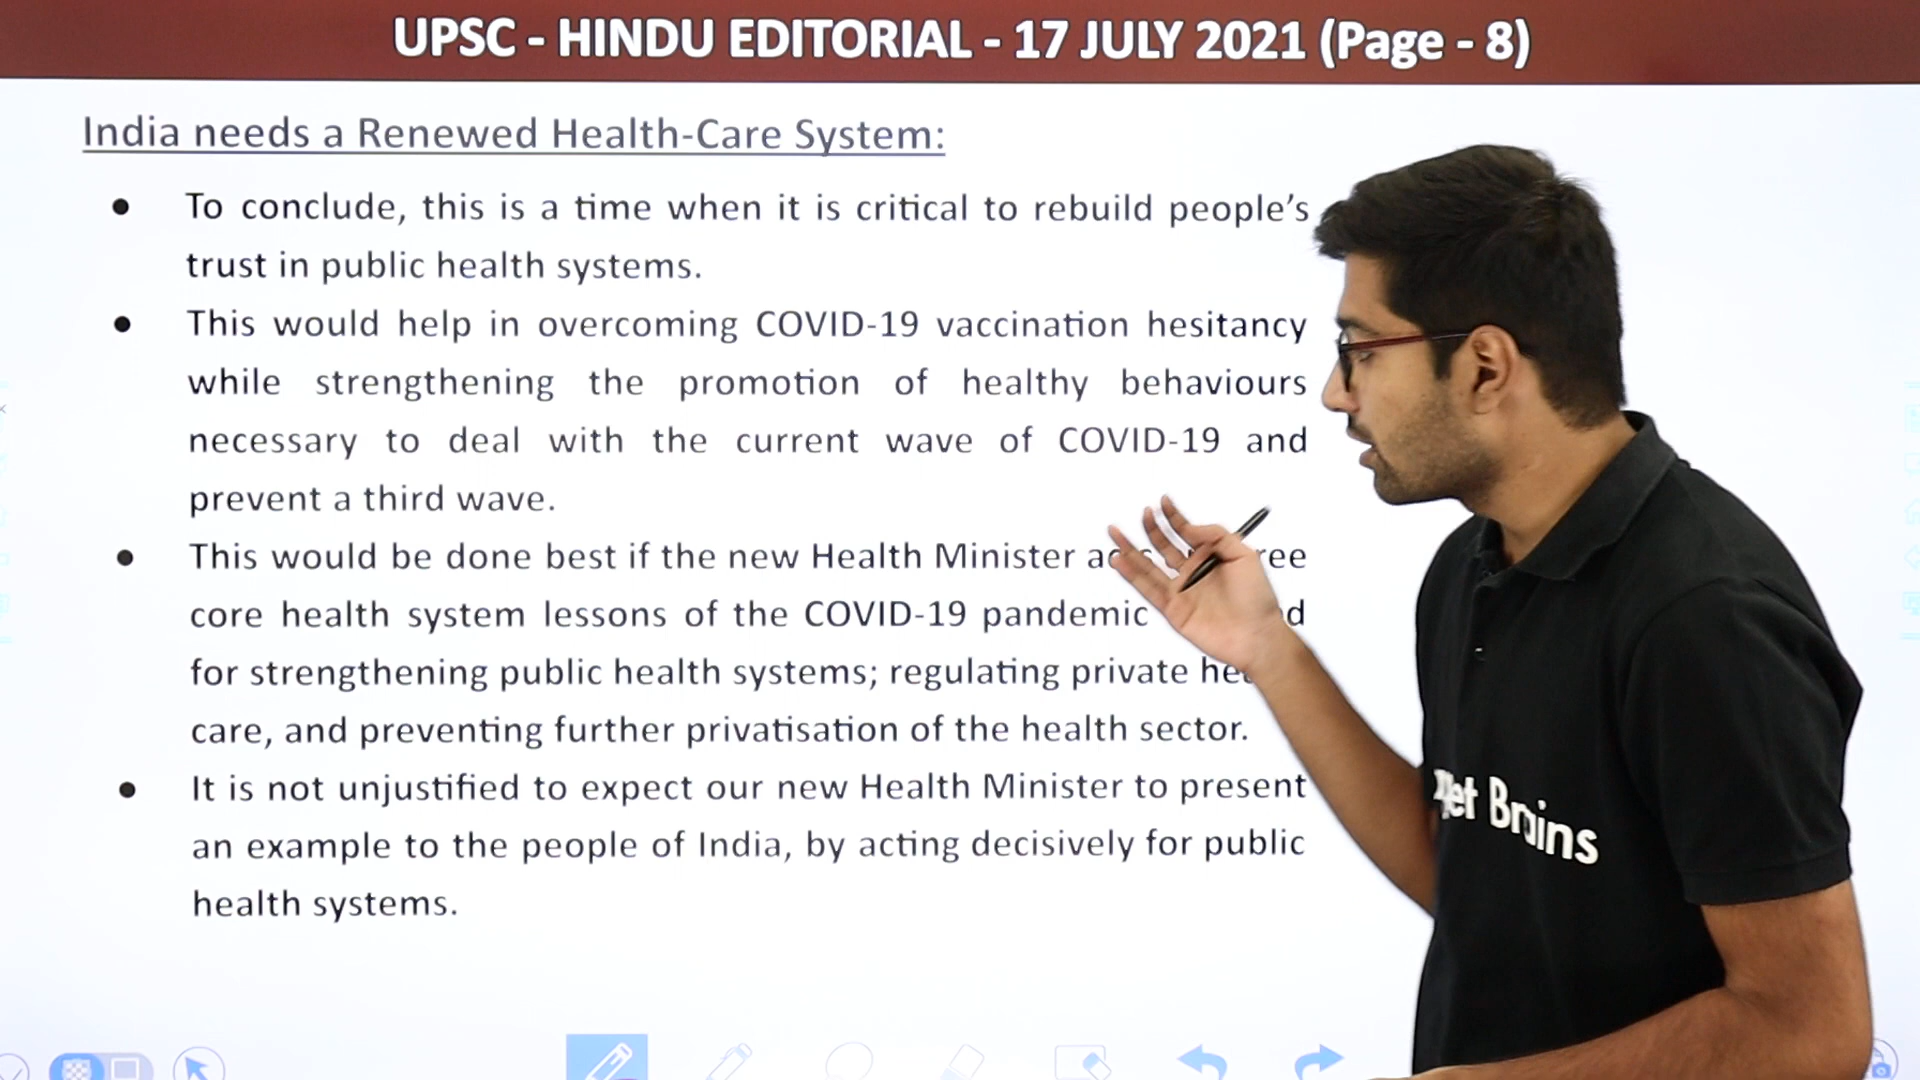 UPSC - HINDU EDITORIAL - 17 JULY 2021 (Page - 8)
India needs a Renewed Health-Care System:
● To conclude, this is a time when it is critical to rebuild people’s
trust in public health systems.
● This would help in overcoming COVID-19 vaccination hesitancy
while strengthening the promotion of healthy behaviours
necessary to deal with the current wave of COVID-19 and
prevent a third wave.
● This would be done best if the new Health Minister
core health system lessons of the COVID-19 pandemic
for strengthening public health systems; regulating private
care, and preventing further privatisation of the health sector.
● It is not unjustified to expect our new Health Minister to present
an example to the people of India, by acting decisively for public
health systems.
Brains